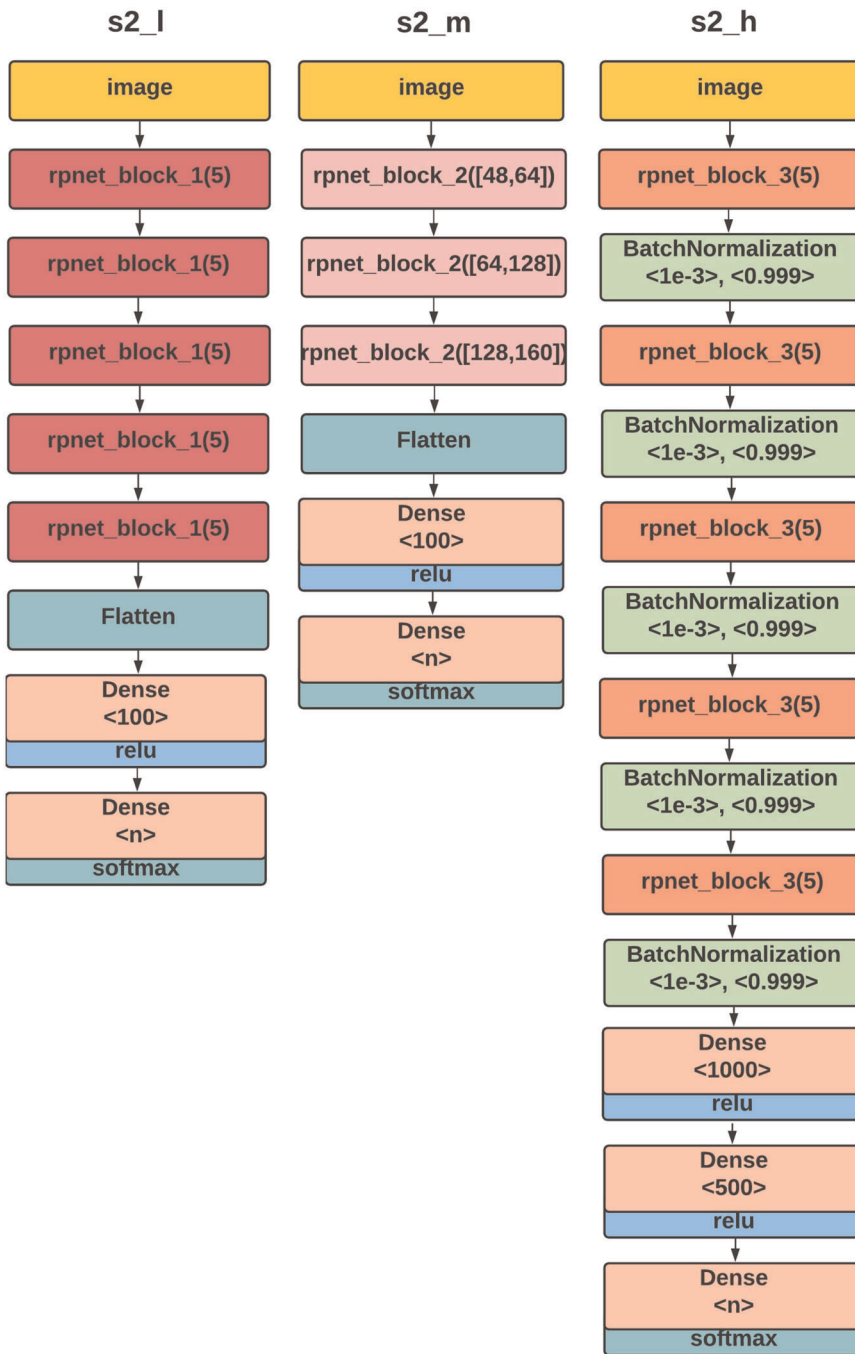 s2_l
image
rpnet_block_1(5)
rpnet_block_1(5)
rpnet_block_1(5)
rpnet_block_1(5)
rpnet_block_1(5)
Flatten
Dense
<100>
relu
Dense
<n>
softmax
s2_m
image
rpnet_block_2([48,64])
rpnet_block_2([64,128])
rpnet_block_2([128,160])
Flatten
Dense
<100>
relu
Dense
<n>
softmax
s2_h
image
rpnet_block_3(5)
BatchNormalization
<1e-3>, <0.999>
rpnet_block_3(5)
BatchNormalization
<1e-3>, <0.999>
rpnet_block_3(5)
BatchNormalization
<1e-3>, <0.999>
rpnet_block_3(5)
BatchNormalization
<1e-3>, <0.999>
rpnet_block_3(5)
BatchNormalization
<1e-3>, <0.999>
Dense
<1000>
relu
Dense
<500>
relu
Dense
<n>
softmax